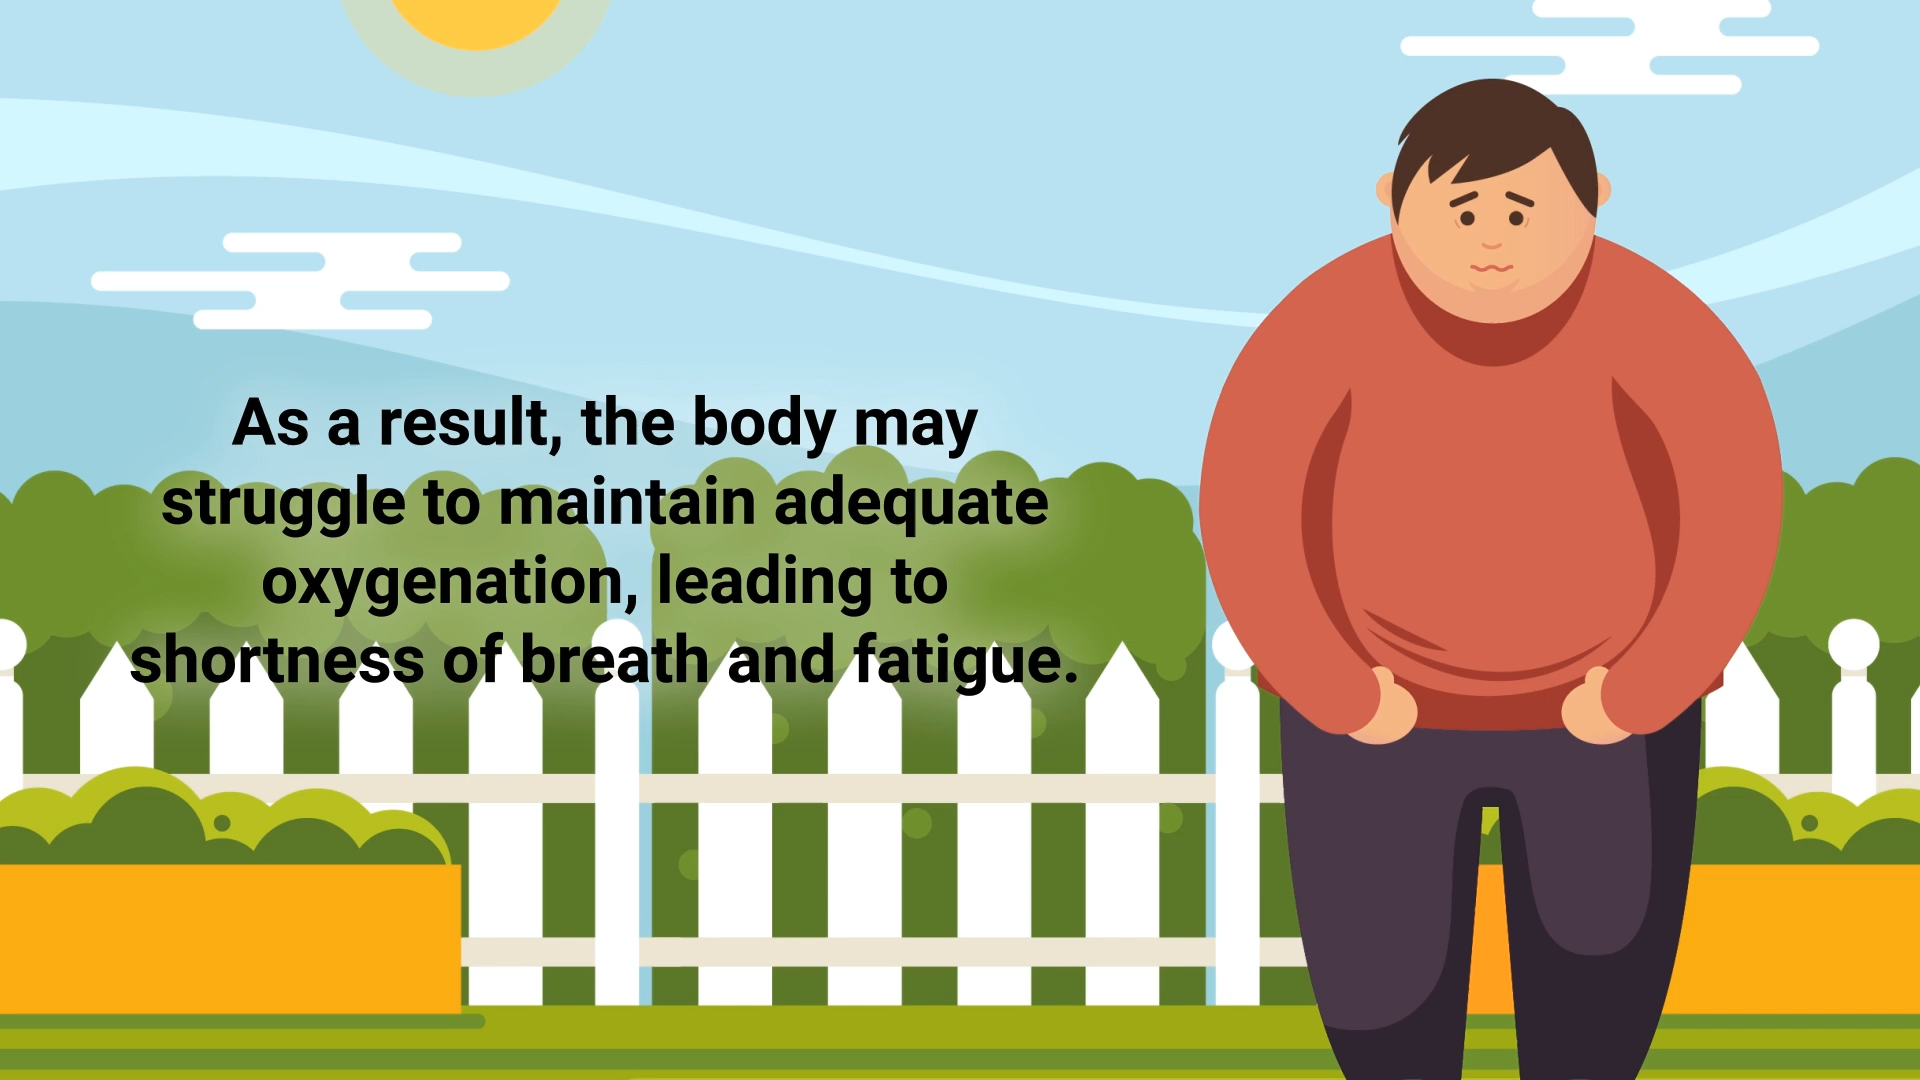 As a result, the body may
struggle to maintain adequate
oxygenation, leading to
shortness of breath and fatigue.